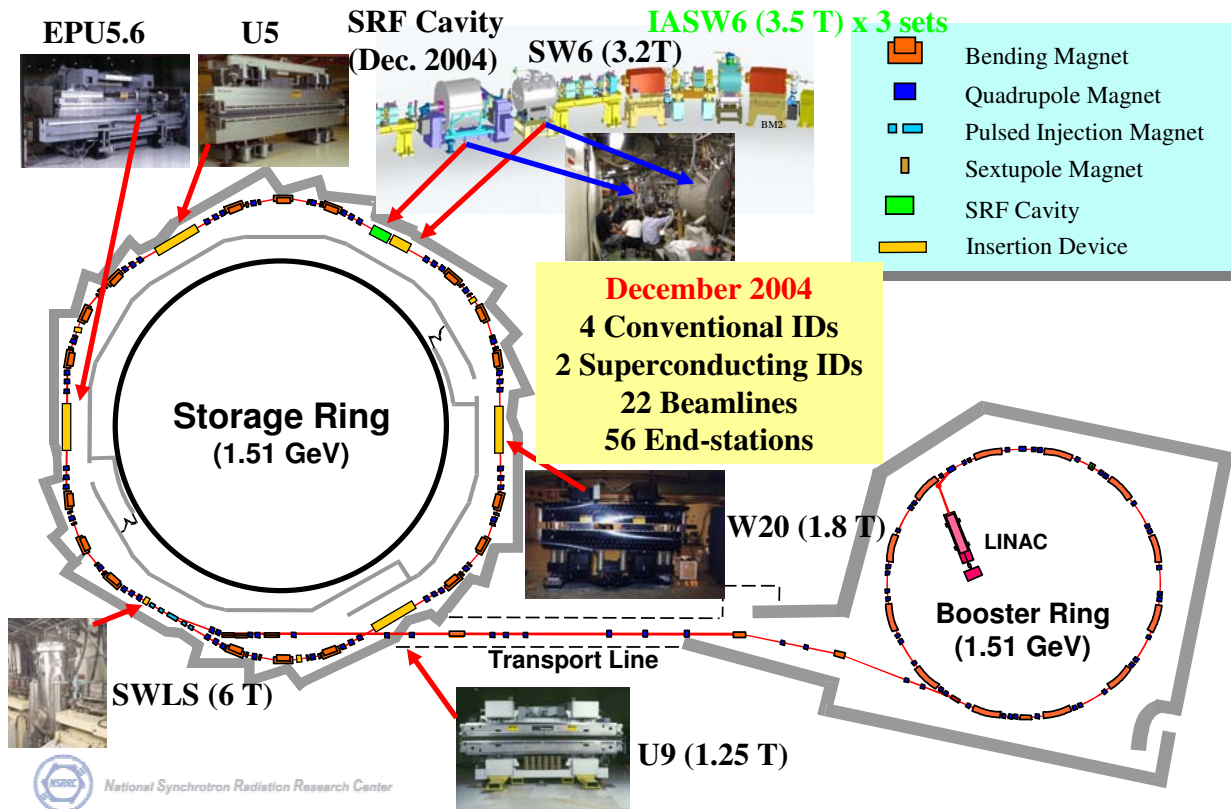 EPU5.6
U5
SRF Cavity
(Dec. 2004)
SW6 (3.2T)
IASW6 (3.5 T) x 3 sets
BM2
Bending Magnet
Quadrupole Magnet
Pulsed Injection Magnet
Sextupole Magnet
SRF Cavity
Insertion Device
December 2004
4 Conventional IDs
2 Superconducting IDs
22 Beamlines
56 End-stations
Storage Ring
(1.51 GeV)
W20 (1.8 T)
LINAC
Booster Ring
(1.51 GeV)
Transport Line
SWLS (6 T)
U9 (1.25 T)
NSRRC
National Synchrotron Radiation Research Center